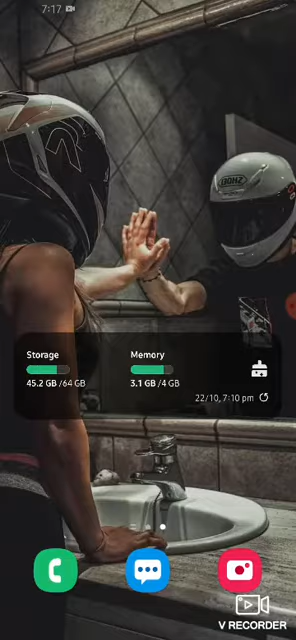 7:17
Storage
Memory
45.2 GB /64 GB
3.1 GB /4 GB
22/10, 7:10 pm
V RECORDER